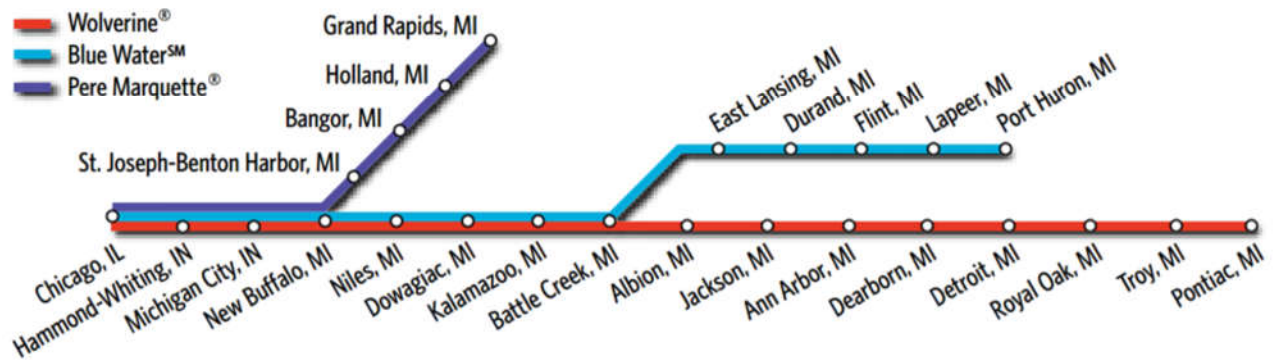 Wolverine®
Blue Water℠
Pere Marquette®
Grand Rapids, MI
Holland, MI
Bangor, MI
St. Joseph-Benton Harbor, MI
East Lansing, MI
Durand, MI
Flint, MI
Lapeer, MI
Port Huron, MI
Chicago, IL
Hammond-Whiting, IN
Michigan City, IN
New Buffalo, MI
Niles, MI
Dowagiac, MI
Kalamazoo, MI
Battle Creek, MI
Albion, MI
Jackson, MI
Ann Arbor, MI
Dearborn, MI
Detroit, MI
Royal Oak, MI
Troy, MI
Pontiac, MI